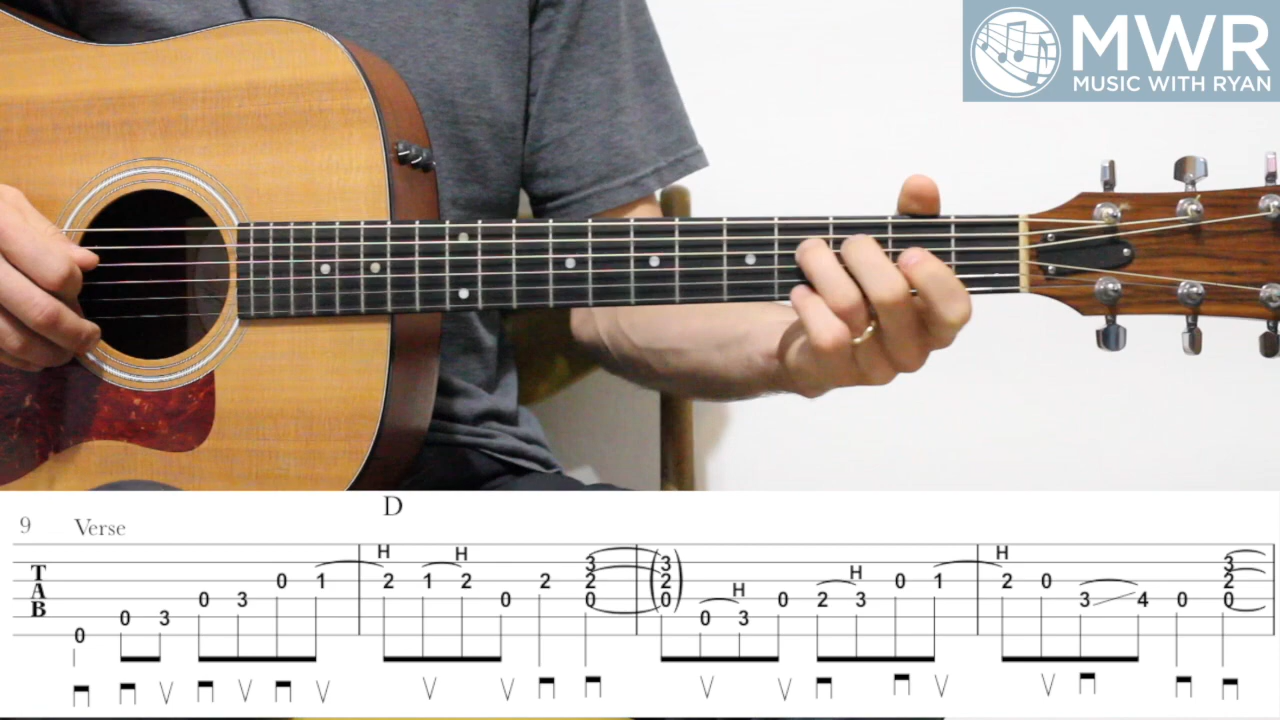 MWR
MUSIC WITH RYAN
D
9 Verse
H H H
3 (3) 3
T 0 1 2 1 2 2 2 H (2) H 0 1 2 0 2
A 0 3 0 0 (0) 0 2 3 3 4 0 0
B 0 3 0 3
0